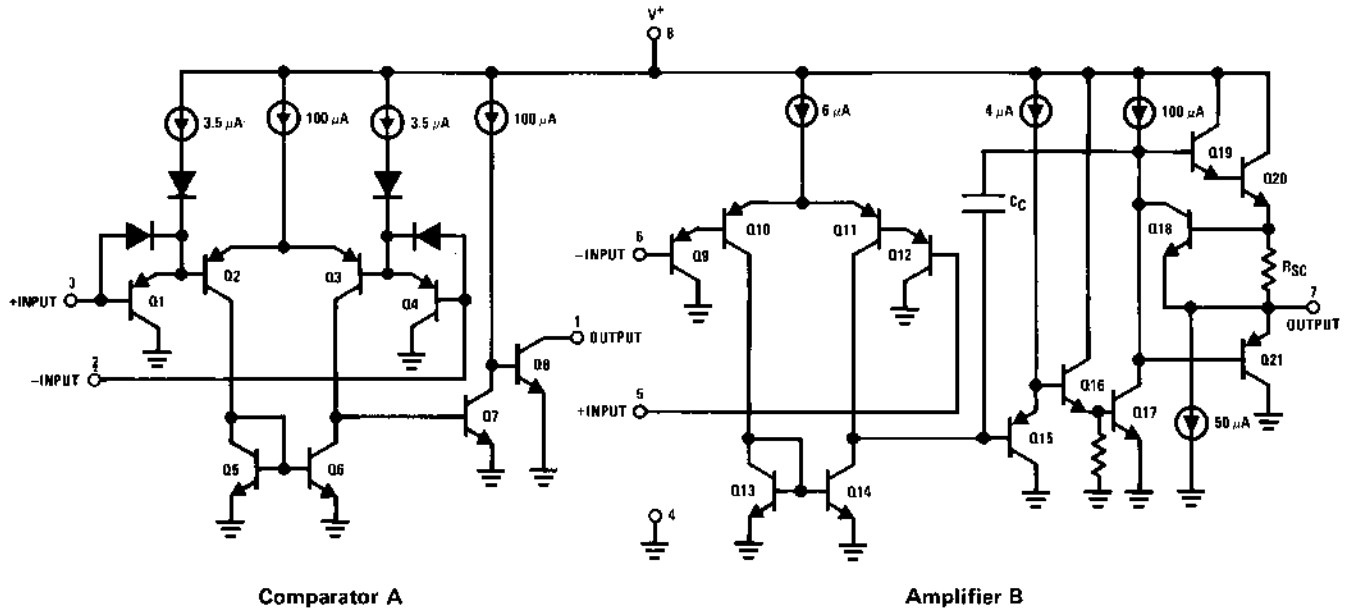 V+
8
3.5 µA
100 µA
3.5 µA
100 µA
6 µA
4 µA
100 µA
Q19
Q20
CC
Q18
Q10
Q11
6
–INPUT
Q9
Q12
RSC
Q2
Q3
3
+INPUT
Q1
Q4
1
OUTPUT
7
OUTPUT
2
–INPUT
Q8
Q7
5
+INPUT
Q16
Q17
Q21
Q15
50 µA
Q5
Q6
Q13
Q14
4
Comparator A
Amplifier B